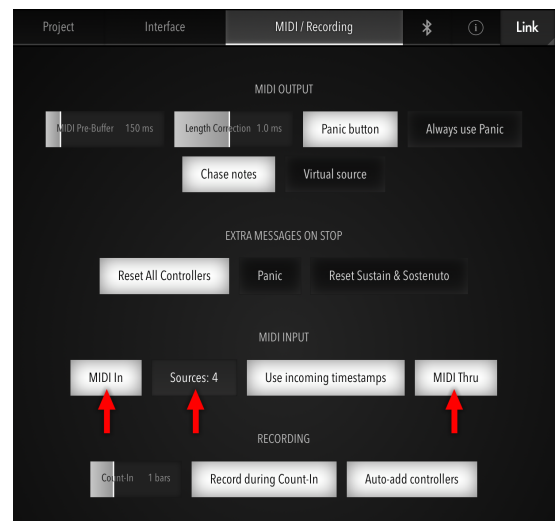 Project Interface MIDI / Recording Link
MIDI OUTPUT
MIDI Pre-Buffer 150 ms Length Correction 1.0 ms Panic button Always use Panic
Chase notes Virtual source
EXTRA MESSAGES ON STOP
Reset All Controllers Panic Reset Sustain & Sostenuto
MIDI INPUT
MIDI In Sources: 4 Use incoming timestamps MIDI Thru
RECORDING
Count-In 1 bars Record during Count-In Auto-add controllers